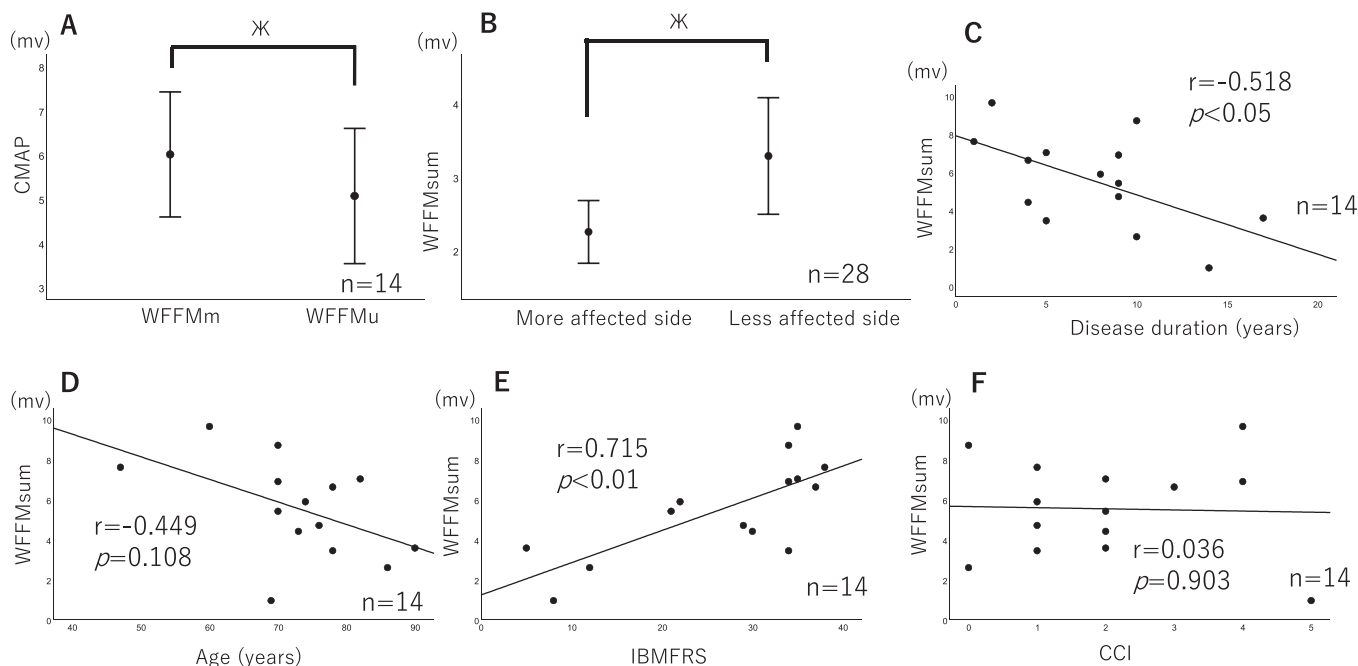 A
(mv)
Ж
8
7
6
5
4
3
CMAP
n=14
WFFMm
WFFMu
B
(mv)
Ж
4
3
2
WFFMsum
n=28
More affected side
Less affected side
C
(mv)
r=-0.518
p<0.05
10
8
6
4
2
0
WFFMsum
n=14
0
5
10
15
20
Disease duration (years)
D
(mv)
10
8
6
4
2
0
WFFMsum
r=-0.449
p=0.108
n=14
40
50
60
70
80
90
Age (years)
E
(mv)
10
8
6
4
2
0
WFFMsum
r=0.715
p<0.01
n=14
0
10
20
30
40
IBMFRS
F
(mv)
10
8
6
4
2
0
WFFMsum
r=0.036
p=0.903
n=14
0
1
2
3
4
5
CCI